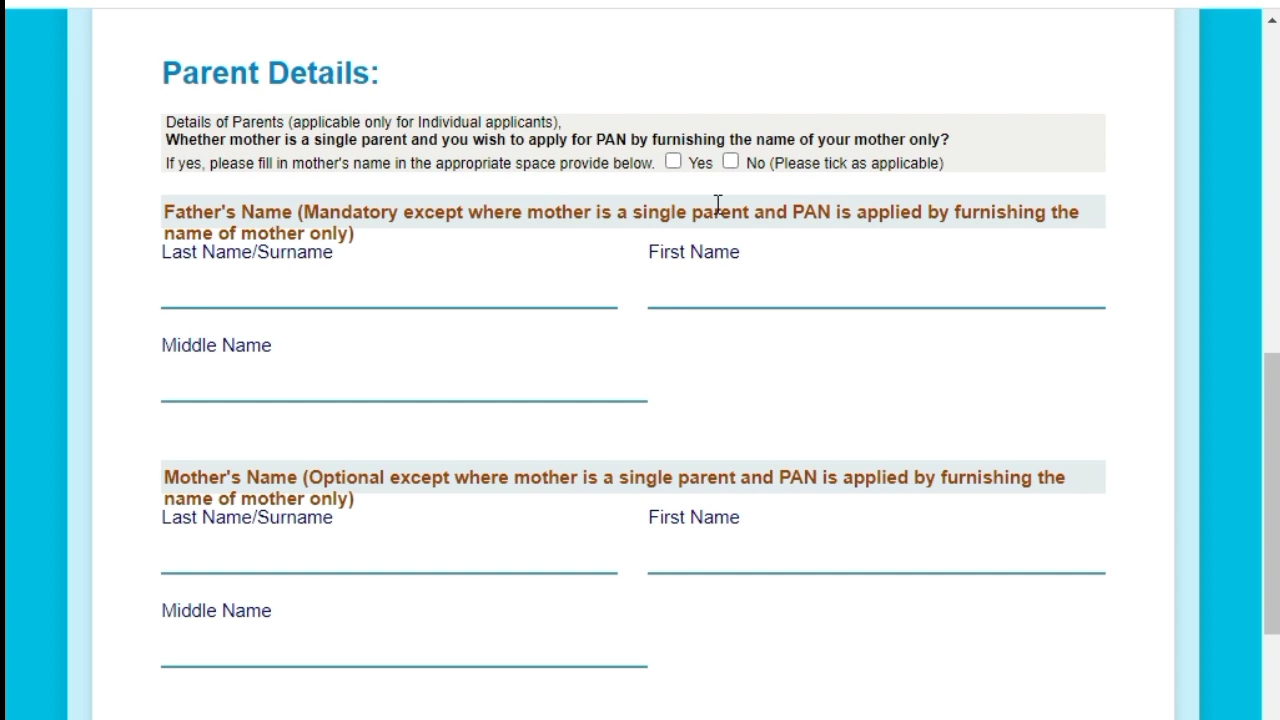 Parent Details:
Details of Parents (applicable only for Individual applicants),
Whether mother is a single parent and you wish to apply for PAN by furnishing the name of your mother only?
If yes, please fill in mother's name in the appropriate space provide below. Yes No (Please tick as applicable)
Father's Name (Mandatory except where mother is a single parent and PAN is applied by furnishing the
name of mother only)
Last Name/Surname First Name
Middle Name
Mother's Name (Optional except where mother is a single parent and PAN is applied by furnishing the
name of mother only)
Last Name/Surname First Name
Middle Name